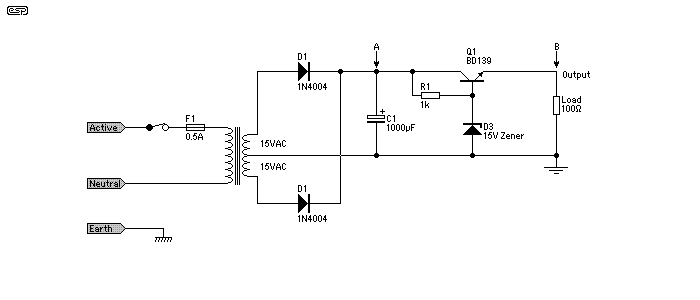 esp
A
B
Q1
BD139
D1
1N4004
Output
R1
1k
+
C1
1000µF
Load
100Ω
Active
F1
0.5A
15VAC
D3
15V Zener
15VAC
Neutral
D1
1N4004
Earth